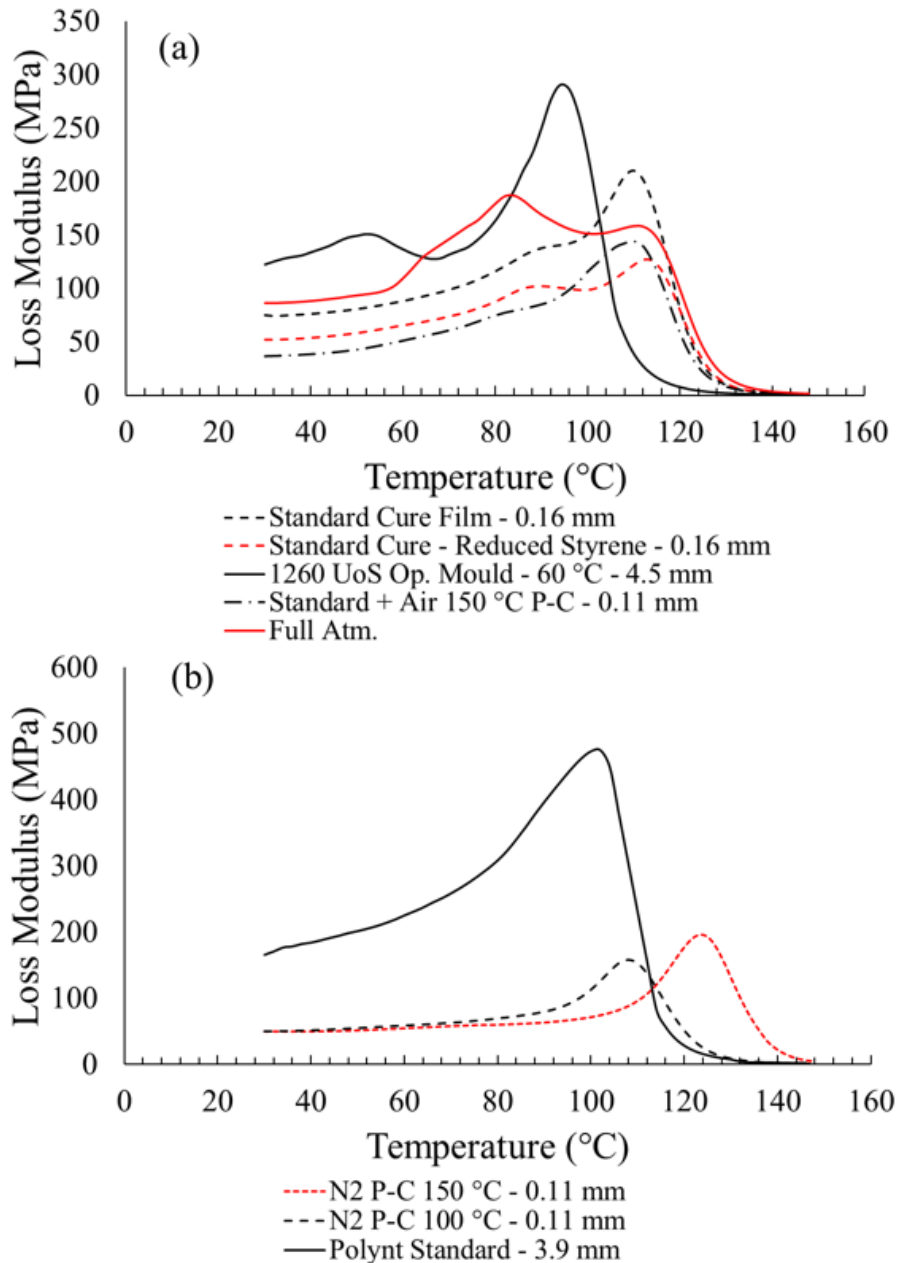 (a)
Loss Modulus (MPa)
350
300
250
200
150
100
50
0
0 20 40 60 80 100 120 140 160
Temperature (°C)
Standard Cure Film - 0.16 mm
Standard Cure - Reduced Styrene - 0.16 mm
1260 UoS Op. Mould - 60 °C - 4.5 mm
Standard + Air 150 °C P-C - 0.11 mm
Full Atm.
(b)
Loss Modulus (MPa)
600
500
400
300
200
100
0
0 20 40 60 80 100 120 140 160
Temperature (°C)
N2 P-C 150 °C - 0.11 mm
N2 P-C 100 °C - 0.11 mm
Polynt Standard - 3.9 mm